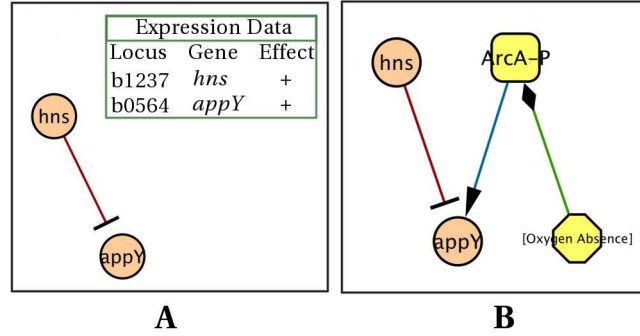 Expression Data
Locus Gene Effect
b1237 hns +
b0564 appY +
hns
appY
A
hns
ArcA-P
appY
[Oxygen Absence]
B